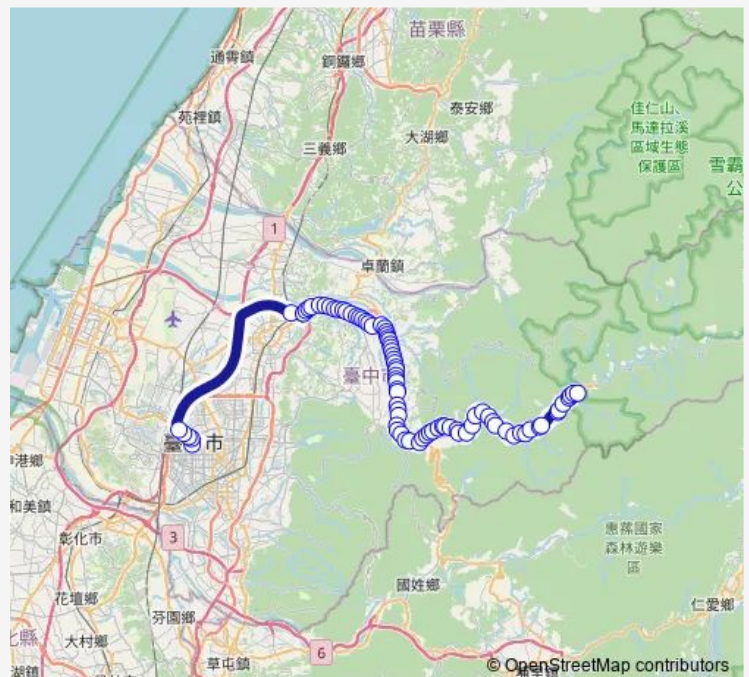 苗栗縣
通霄鎮
銅鑼鄉
泰安鄉
苑裡鎮
大湖鄉
三義鄉
佳仁山、
馬達拉溪
區域生態
保護區
雪霸
公
1
卓蘭鎮
臺中市
臺 市
港鄉
和美鎮
3
彰化市
惠蓀國家
森林遊樂
區
國姓鄉
花壇鄉
芬園鄉
仁愛鄉
縣
大村鄉
6
草屯鎮
© OpenStreetMap contributors